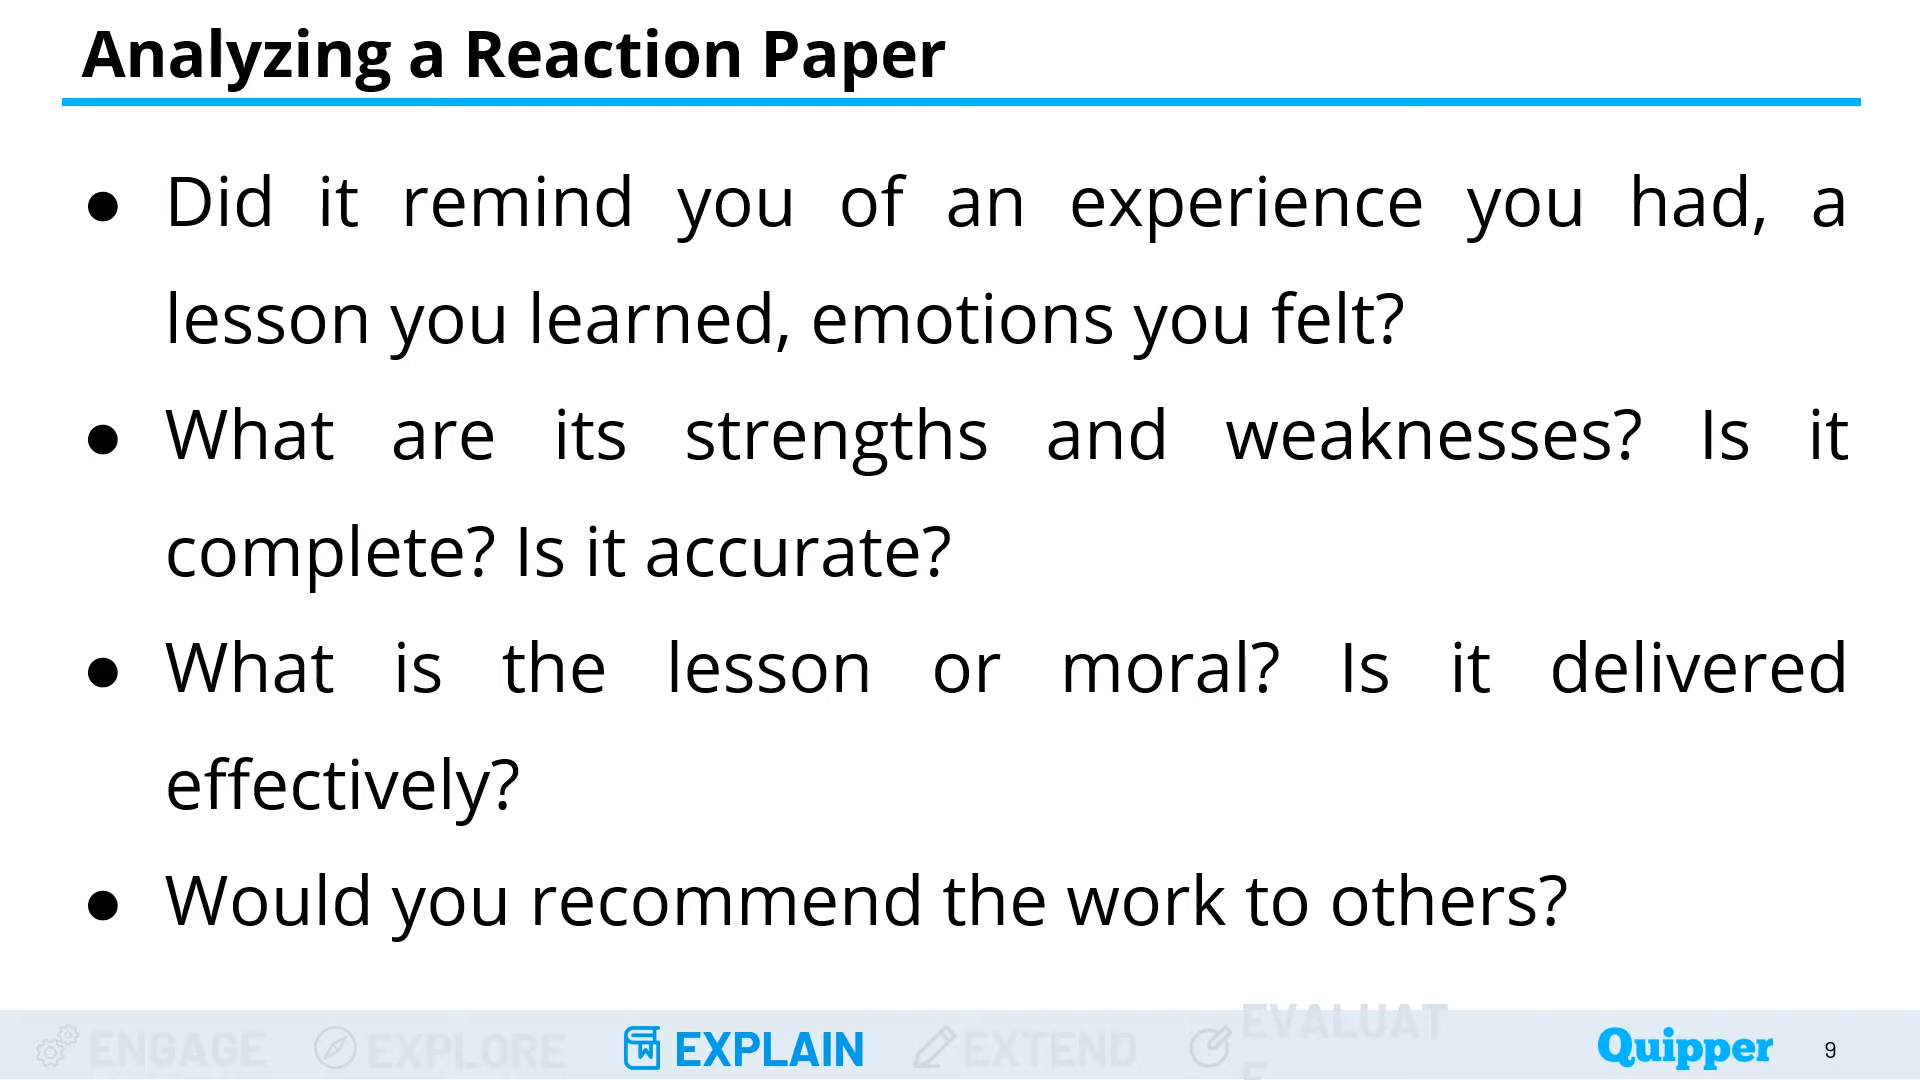 Analyzing a Reaction Paper
● Did it remind you of an experience you had, a
lesson you learned, emotions you felt?
● What are its strengths and weaknesses? Is it
complete? Is it accurate?
● What is the lesson or moral? Is it delivered
effectively?
● Would you recommend the work to others?
ENGAGE EXPLORE EXPLAIN EXTEND EVALUAT
E
Quipper 9